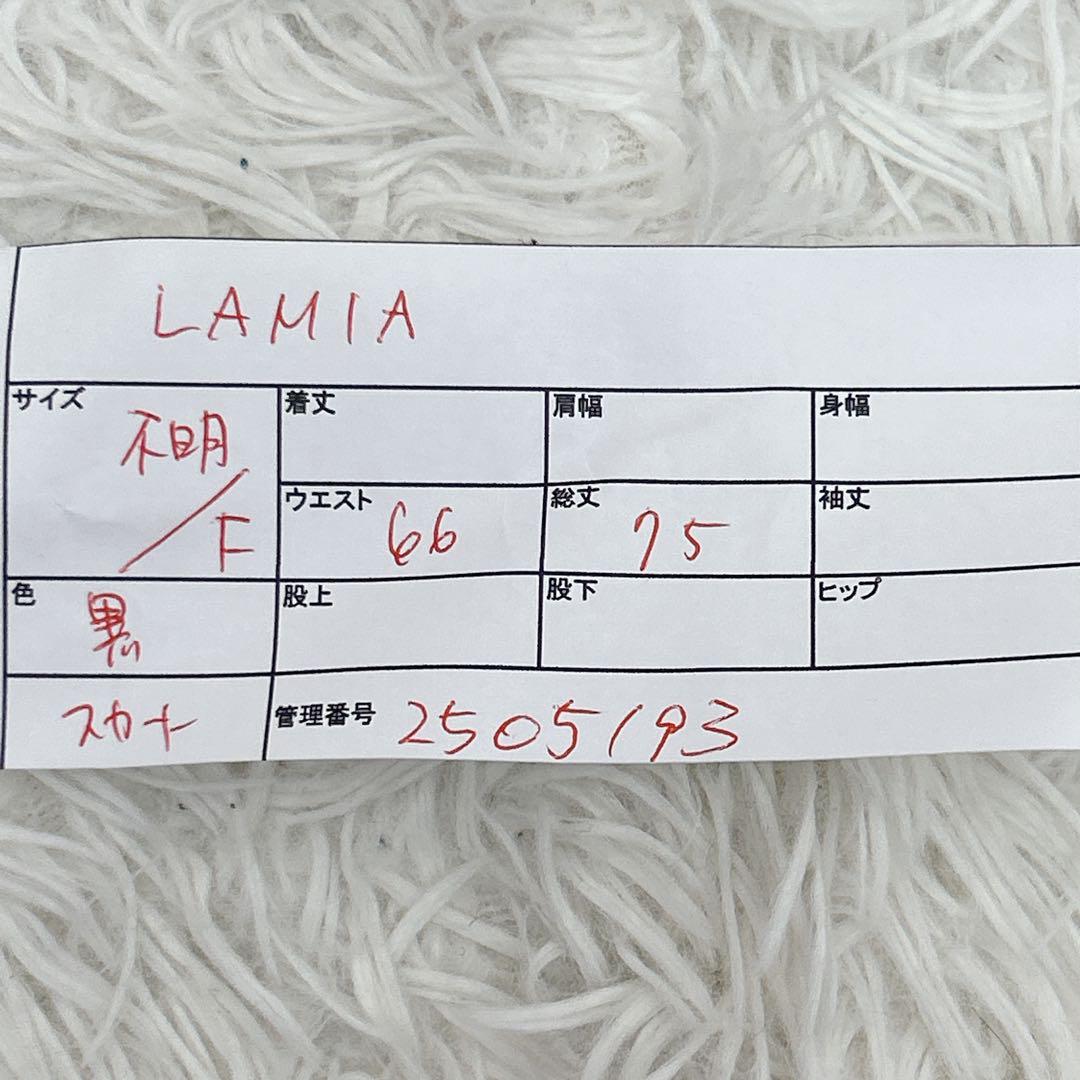 LAMIA
サイズ 不明/F 着丈 肩幅 身幅
ウエスト 66 総丈 75 袖丈
色 黒 股上 股下 ヒップ
スカート 管理番号 2505193